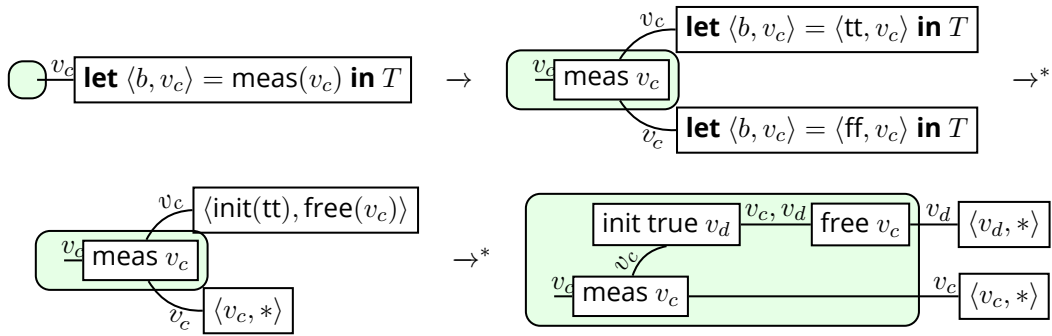 v_c let ⟨b, v_c⟩ = meas(v_c) in T
→
v_c meas v_c
v_c let ⟨b, v_c⟩ = ⟨tt, v_c⟩ in T
v_c let ⟨b, v_c⟩ = ⟨ff, v_c⟩ in T
→*
v_c meas v_c
v_c ⟨init(tt), free(v_c)⟩
v_c ⟨v_c, *⟩
→*
init true v_d v_c, v_d free v_c v_d ⟨v_d, *⟩
v_c
v_c meas v_c v_c ⟨v_c, *⟩